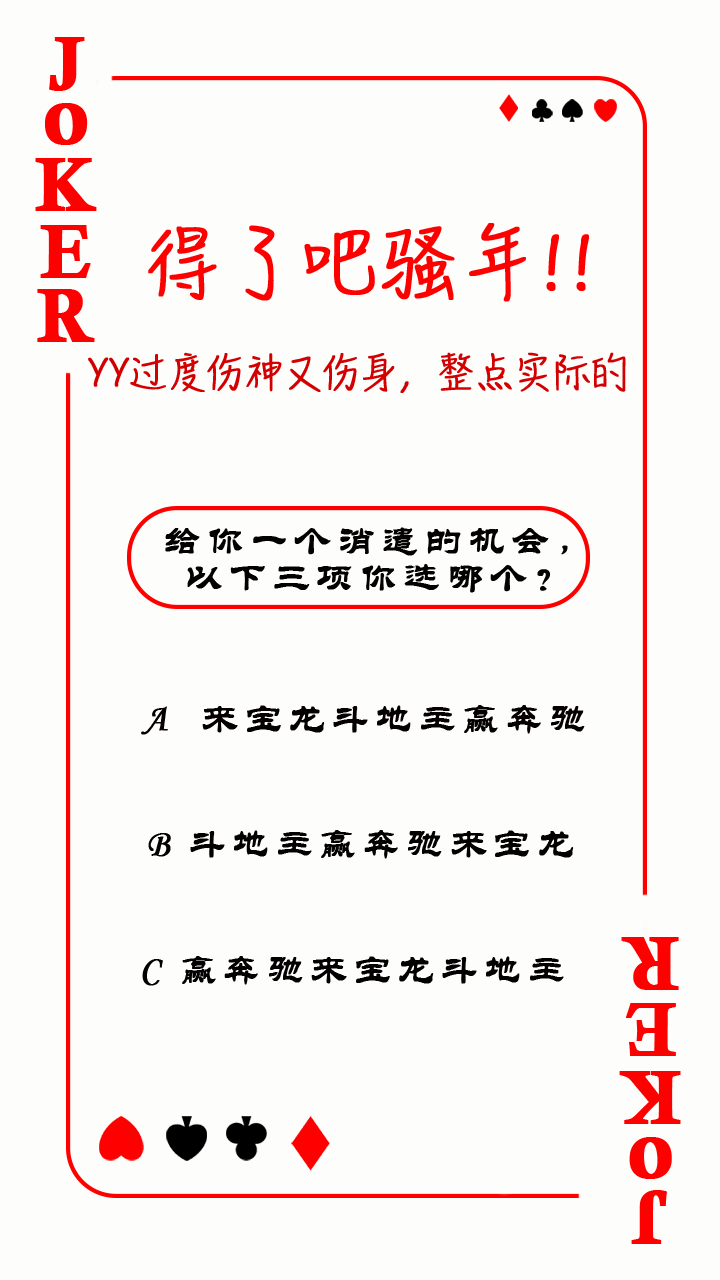 JOKER
得了吧骚年!!
YY过度伤神又伤身，整点实际的
给你一个消遣的机会，
以下三项你选哪个?
A 来宝龙斗地主赢奔驰
B 斗地主赢奔驰来宝龙
C 赢奔驰来宝龙斗地主
JOKER